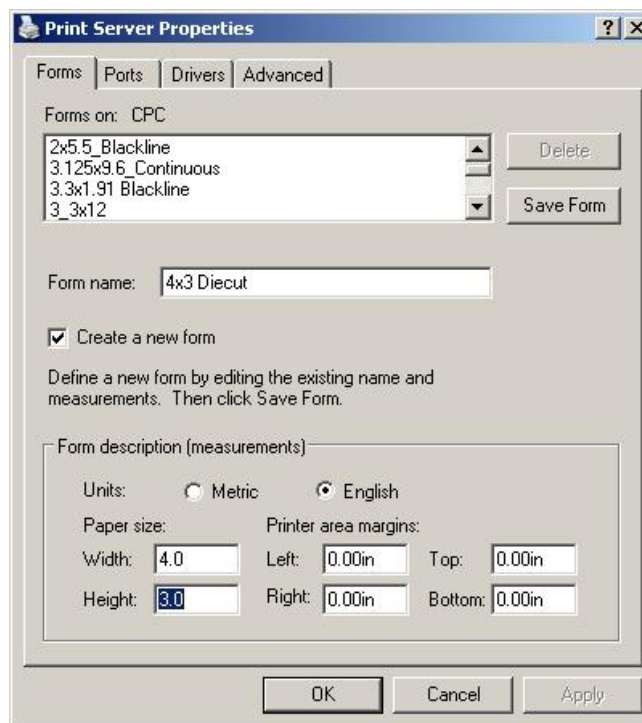 Print Server Properties
Forms Ports Drivers Advanced
Forms on: CPC
2x5.5_Blackline
3.125x9.6_Continuous
3.3x1.91 Blackline
3_3x12
Delete
Save Form
Form name: 4x3 Diecut
Create a new form
Define a new form by editing the existing name and
measurements. Then click Save Form.
Form description (measurements)
Units: Metric English
Paper size: Printer area margins:
Width: 4.0 Left: 0.00in Top: 0.00in
Height: 3.0 Right: 0.00in Bottom: 0.00in
OK Cancel Apply